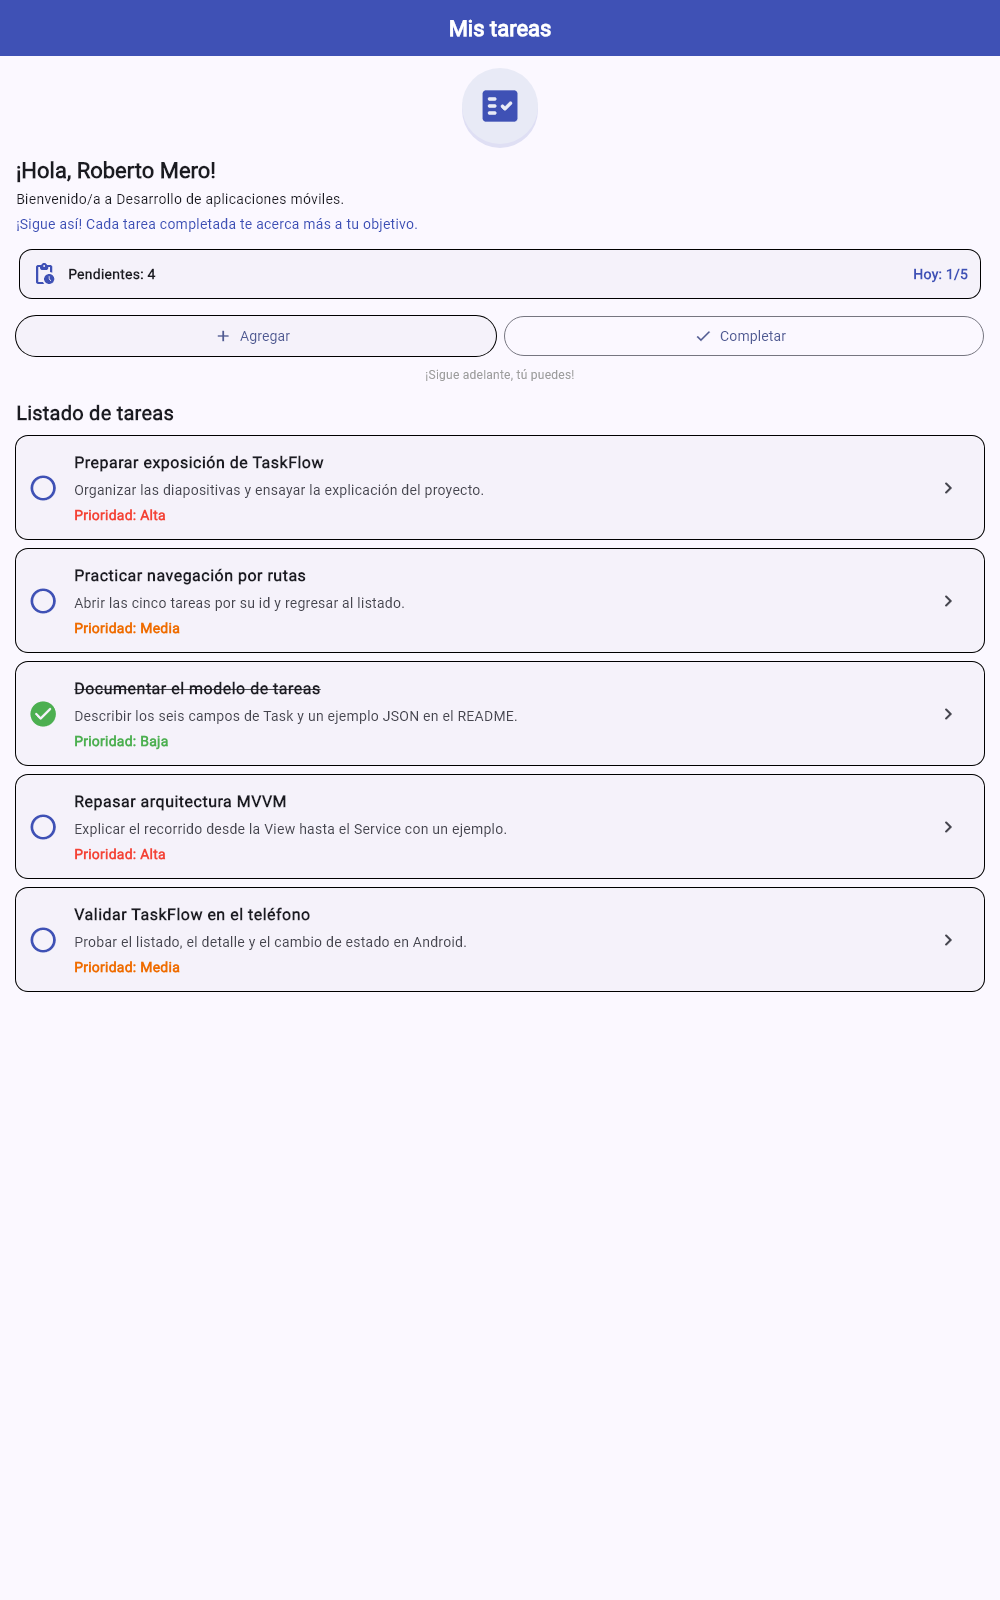 Mis tareas
¡Hola, Roberto Mero!
Bienvenido/a a Desarrollo de aplicaciones móviles.
¡Sigue así! Cada tarea completada te acerca más a tu objetivo.
Pendientes: 4
Hoy: 1/5
Agregar
Completar
¡Sigue adelante, tú puedes!
Listado de tareas
Preparar exposición de TaskFlow
Organizar las diapositivas y ensayar la explicación del proyecto.
Prioridad: Alta
Practicar navegación por rutas
Abrir las cinco tareas por su id y regresar al listado.
Prioridad: Media
Documentar el modelo de tareas
Describir los seis campos de Task y un ejemplo JSON en el README.
Prioridad: Baja
Repasar arquitectura MVVM
Explicar el recorrido desde la View hasta el Service con un ejemplo.
Prioridad: Alta
Validar TaskFlow en el teléfono
Probar el listado, el detalle y el cambio de estado en Android.
Prioridad: Media